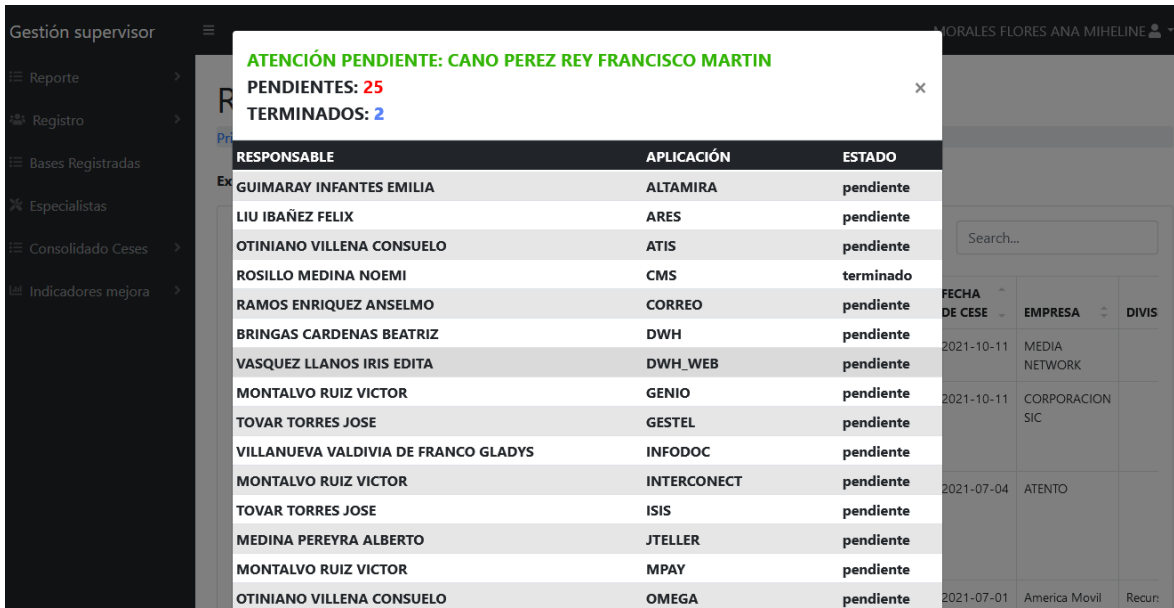 Gestión supervisor
MORALES FLORES ANA MIHELINE
Reporte
Registro
Bases Registradas
Especialistas
Consolidado Ceses
Indicadores mejora
ATENCIÓN PENDIENTE: CANO PEREZ REY FRANCISCO MARTIN
PENDIENTES: 25
TERMINADOS: 2
×
RESPONSABLE APLICACIÓN ESTADO
GUIMARAY INFANTES EMILIA ALTAMIRA pendiente
LIU IBAÑEZ FELIX ARES pendiente
OTINIANO VILLENA CONSUELO ATIS pendiente
ROSILLO MEDINA NOEMI CMS terminado
RAMOS ENRIQUEZ ANSELMO CORREO pendiente
BRINGAS CARDENAS BEATRIZ DWH pendiente
VASQUEZ LLANOS IRIS EDITA DWH_WEB pendiente
MONTALVO RUIZ VICTOR GENIO pendiente
TOVAR TORRES JOSE GESTEL pendiente
VILLANUEVA VALDIVIA DE FRANCO GLADYS INFODOC pendiente
MONTALVO RUIZ VICTOR INTERCONECT pendiente
TOVAR TORRES JOSE ISIS pendiente
MEDINA PEREYRA ALBERTO JTELLER pendiente
MONTALVO RUIZ VICTOR MPAY pendiente
OTINIANO VILLENA CONSUELO OMEGA pendiente
R
Pri
Ex
Search...
FECHA DE CESE EMPRESA DIVIS
2021-10-11 MEDIA NETWORK
2021-10-11 CORPORACION SIC
2021-07-04 ATENTO
2021-07-01 America Movil Recur